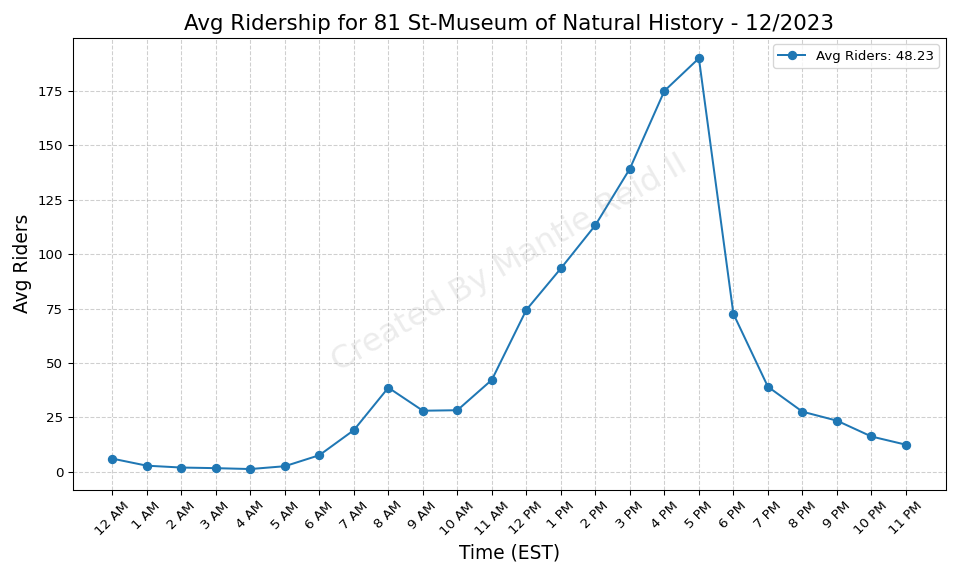 Avg Ridership for 81 St-Museum of Natural History - 12/2023
Avg Riders: 48.23
Avg Riders
175
150
125
100
75
50
25
0
Created By Mantle Reid II
12 AM
1 AM
2 AM
3 AM
4 AM
5 AM
6 AM
7 AM
8 AM
9 AM
10 AM
11 AM
12 PM
1 PM
2 PM
3 PM
4 PM
5 PM
6 PM
7 PM
8 PM
9 PM
10 PM
11 PM
Time (EST)